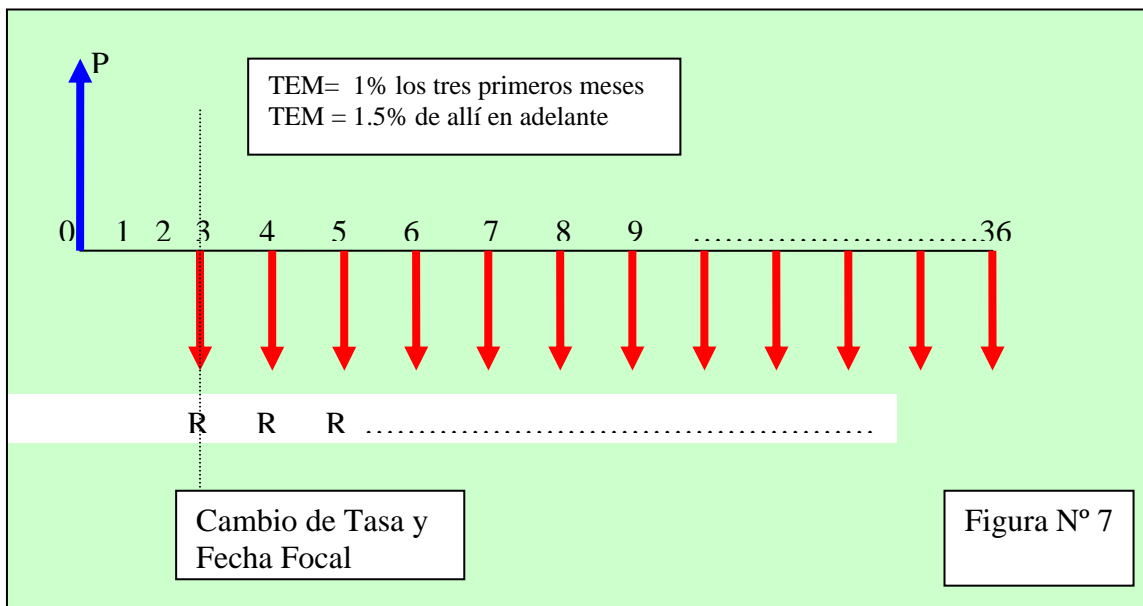 P
TEM= 1% los tres primeros meses
TEM = 1.5% de allí en adelante
0 1 2 3 4 5 6 7 8 9 ……………………….36
R R R ……………………………………………
Cambio de Tasa y
Fecha Focal
Figura Nº 7